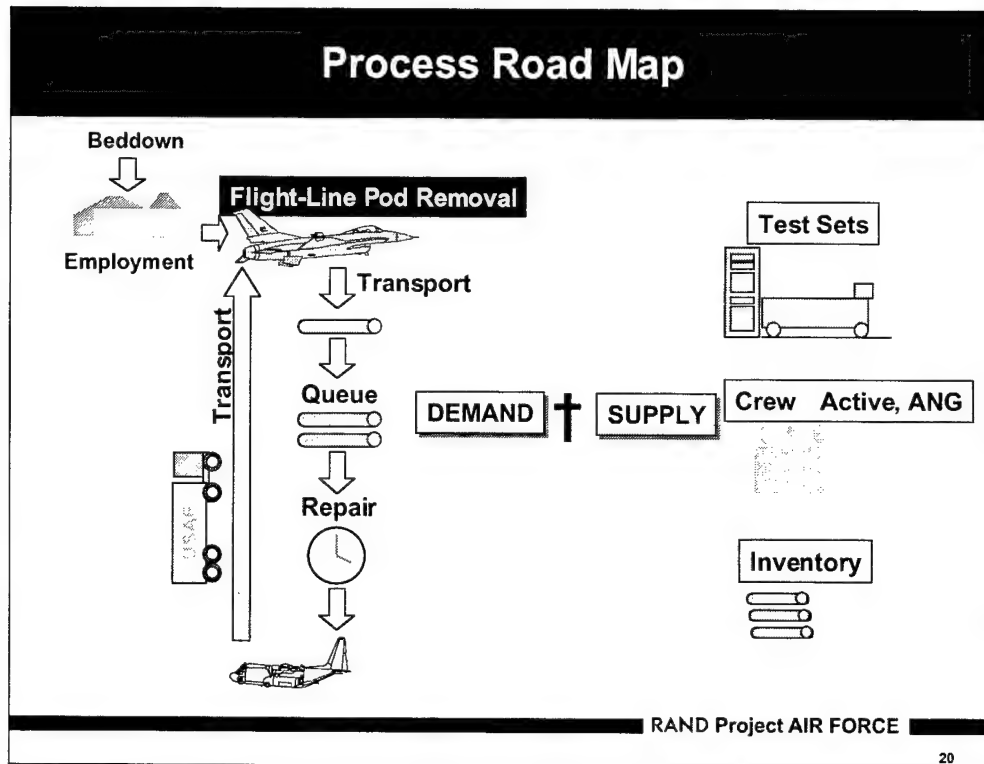 Process Road Map
Beddown
Flight-Line Pod Removal
Employment
Transport
Transport
Queue
Repair
USAF
DEMAND
SUPPLY
Test Sets
Crew Active, ANG
Inventory
RAND Project AIR FORCE
20